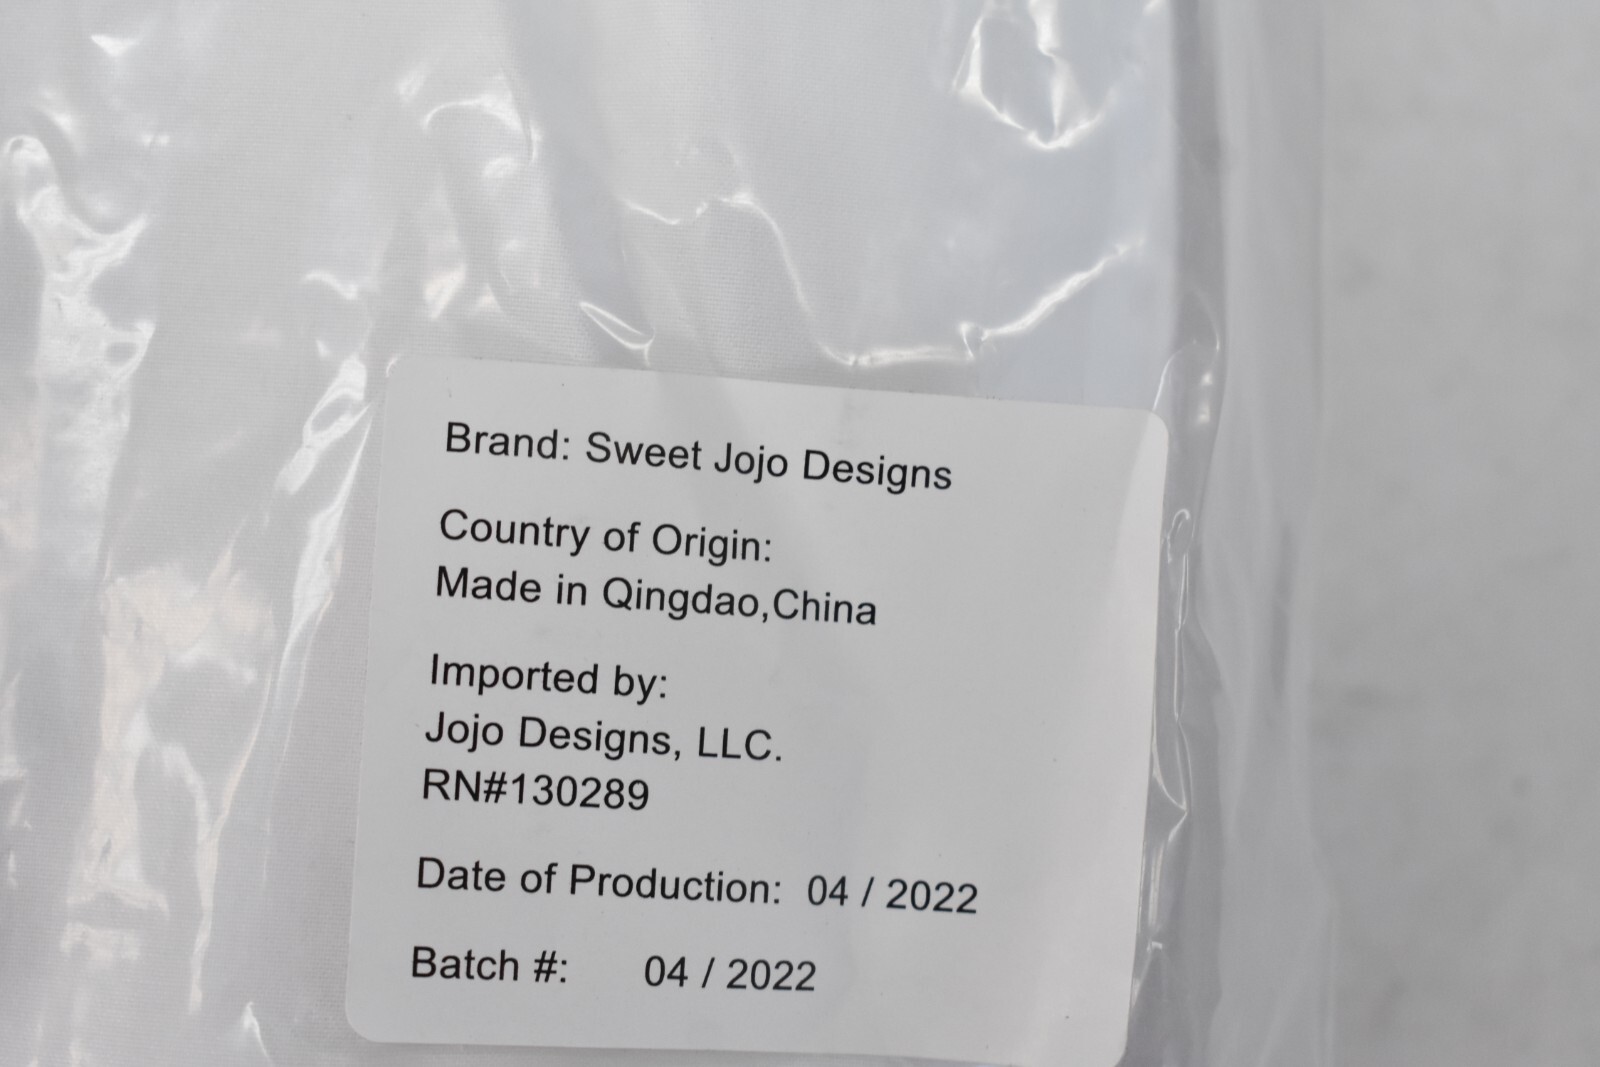 Brand: Sweet Jojo Designs
Country of Origin:
Made in Qingdao,China
Imported by:
Jojo Designs, LLC.
RN#130289
Date of Production: 04 / 2022
Batch #: 04 / 2022